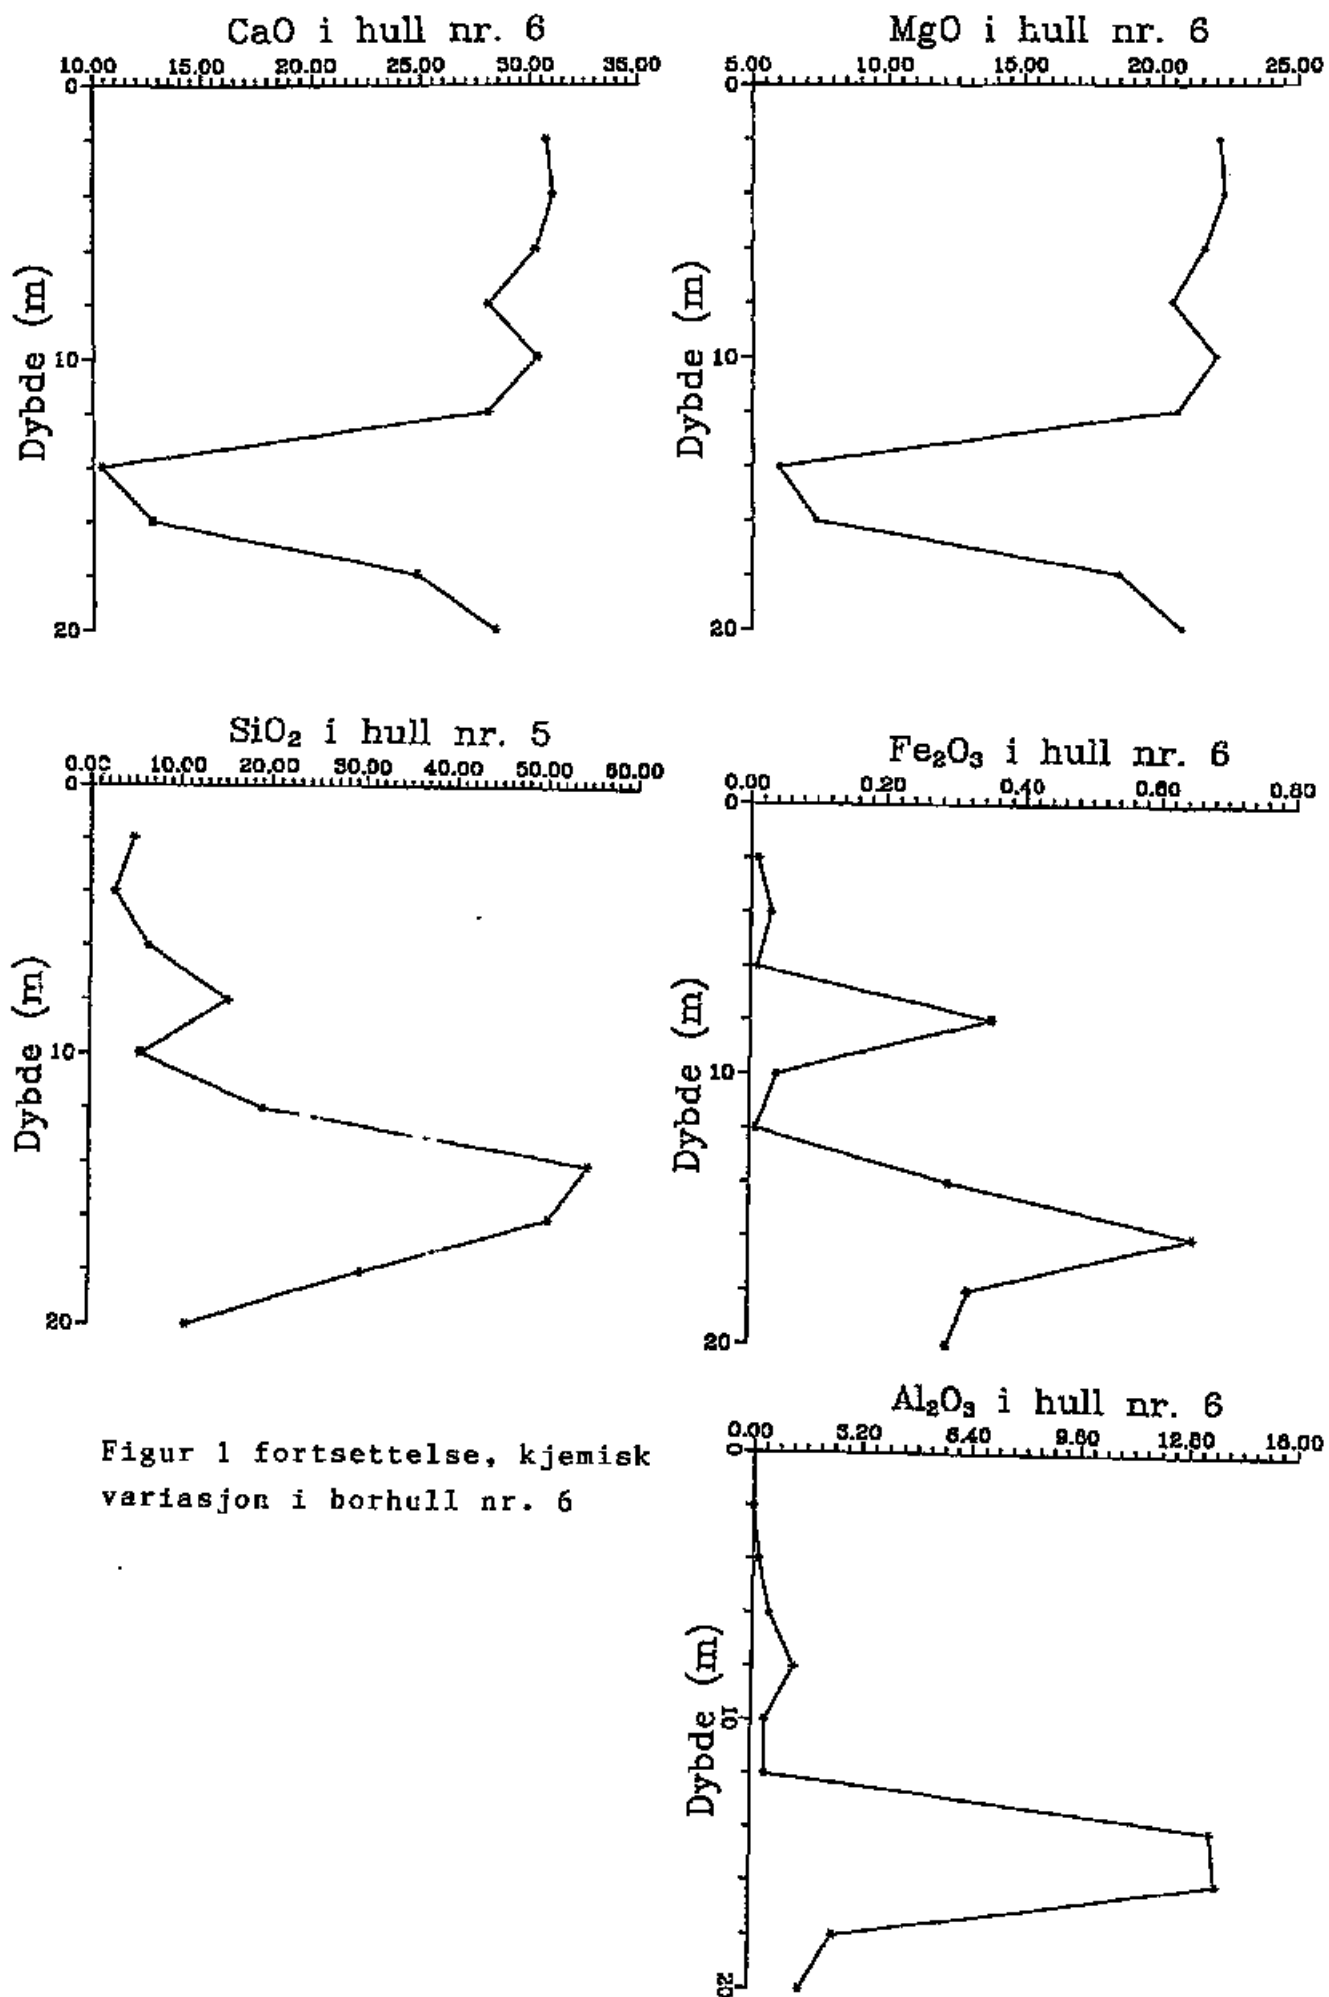 CaO i hull nr. 6
10.00 15.00 20.00 25.00 30.00 35.00
0
10
20
Dybde (m)
MgO i hull nr. 6
5.00 10.00 15.00 20.00 25.00
0
10
20
Dybde (m)
SiO₂ i hull nr. 5
0.00 10.00 20.00 30.00 40.00 50.00 60.00
0
10
20
Dybde (m)
Fe₂O₃ i hull nr. 6
0.00 0.20 0.40 0.60 0.80
0
10
20
Dybde (m)
Al₂O₃ i hull nr. 6
0.00 3.20 6.40 9.60 12.80 16.00
0
10
20
Dybde (m)
Figur 1 fortsettelse, kjemisk
variasjon i borhull nr. 6